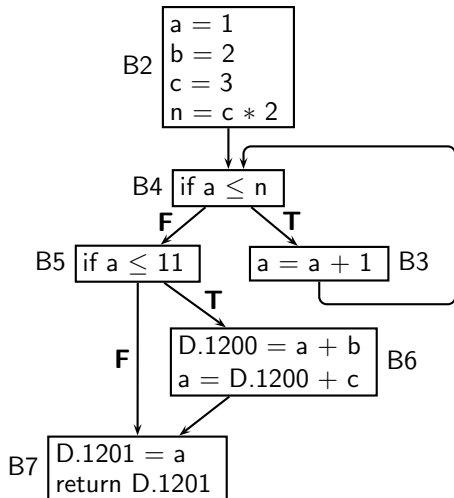 B2
a = 1
b = 2
c = 3
n = c ∗ 2
B4
if a ≤ n
F
T
B5
if a ≤ 11
a = a + 1
B3
T
F
D.1200 = a + b
a = D.1200 + c
B6
B7
D.1201 = a
return D.1201